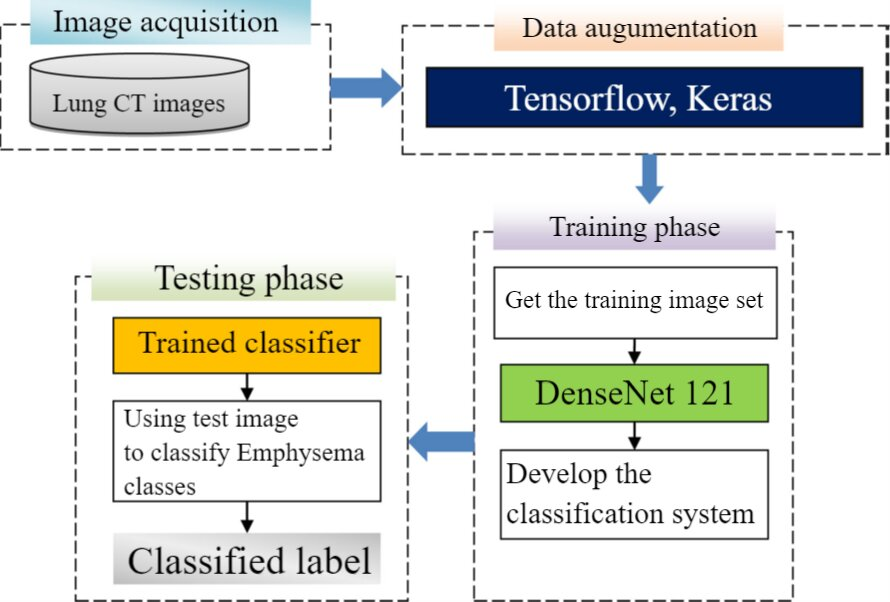 Image acquisition
Lung CT images
Data augumentation
Tensorflow, Keras
Training phase
Get the training image set
DenseNet 121
Develop the
classification system
Testing phase
Trained classifier
Using test image
to classify Emphysema
classes
Classified label